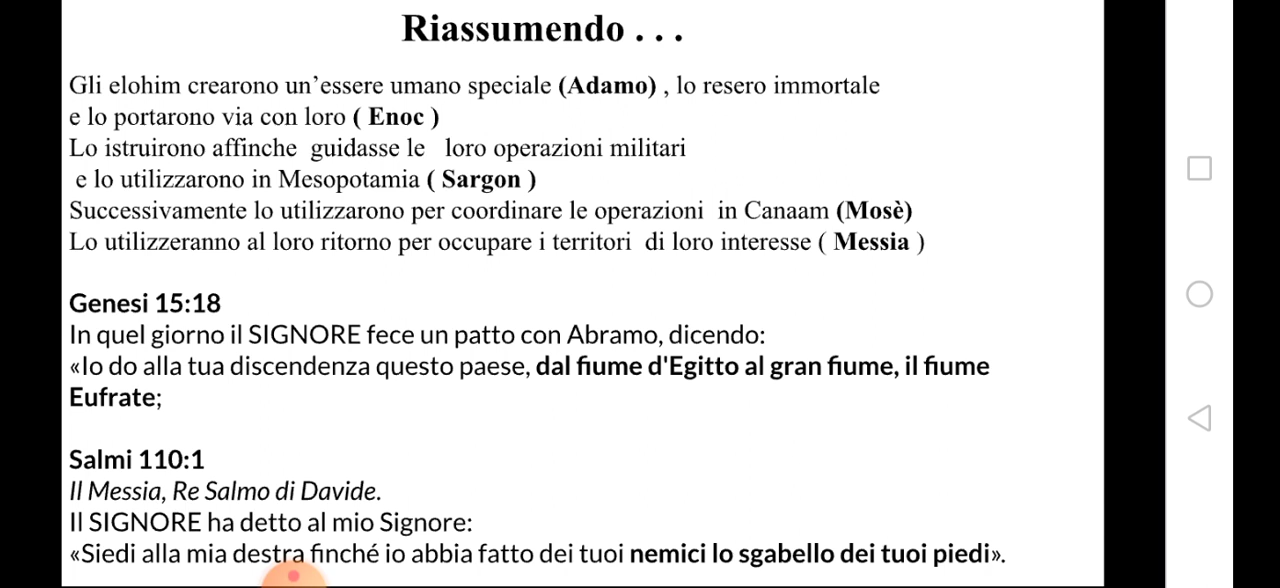 Riassumendo . . .
Gli elohim crearono un’essere umano speciale (Adamo) , lo resero immortale
e lo portarono via con loro ( Enoc )
Lo istruirono affinche guidasse le loro operazioni militari
e lo utilizzarono in Mesopotamia ( Sargon )
Successivamente lo utilizzarono per coordinare le operazioni in Canaam (Mosè)
Lo utilizzeranno al loro ritorno per occupare i territori di loro interesse ( Messia )
Genesi 15:18
In quel giorno il SIGNORE fece un patto con Abramo, dicendo:
«Io do alla tua discendenza questo paese, dal fiume d'Egitto al gran fiume, il fiume
Eufrate;
Salmi 110:1
Il Messia, Re Salmo di Davide.
Il SIGNORE ha detto al mio Signore:
«Siedi alla mia destra finché io abbia fatto dei tuoi nemici lo sgabello dei tuoi piedi».